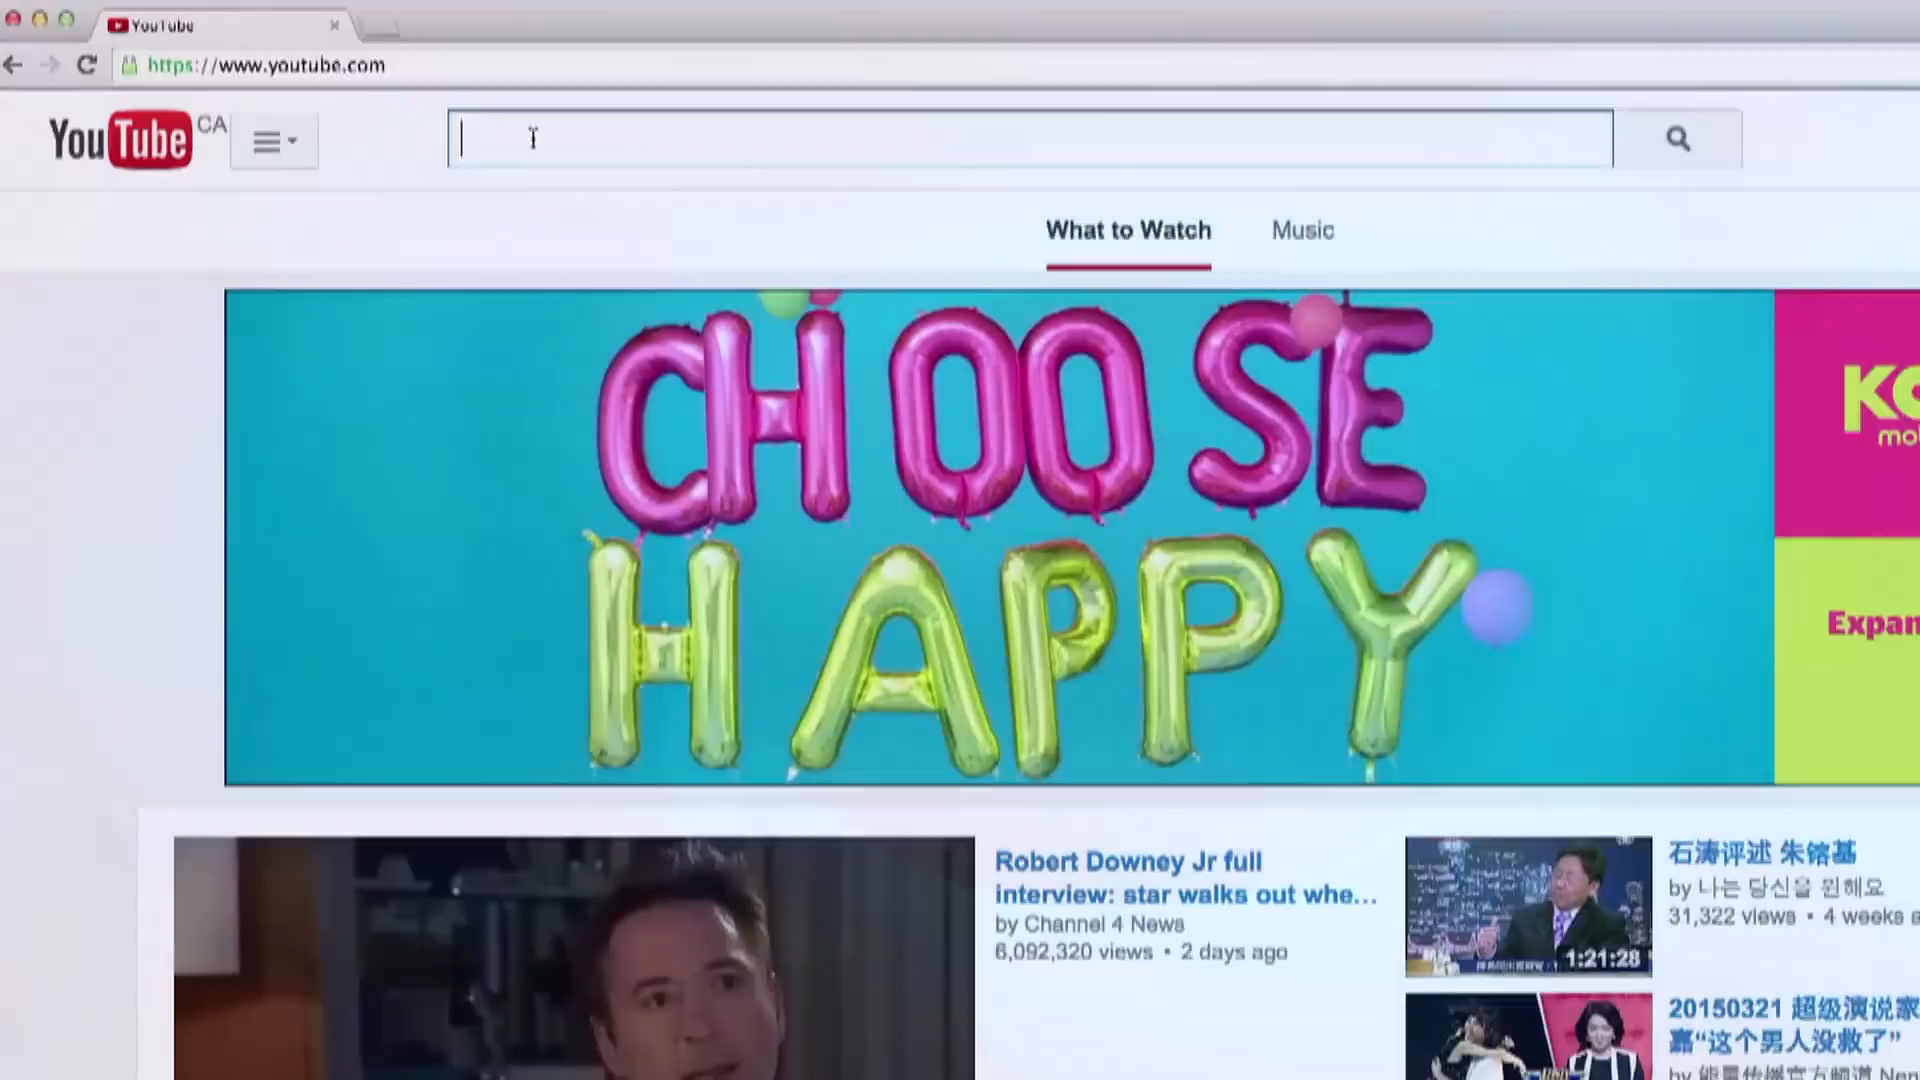 YouTube
https://www.youtube.com
YouTube CA
What to Watch
Music
CHOOSE
HAPPY
Expan
Robert Downey Jr full
interview: star walks out whe...
by Channel 4 News
6,092,320 views • 2 days ago
1:21:28
石涛评述 朱镕基
by 나는 당신을 원해요
31,322 views • 4 weeks
20150321 超级演说家
嘉“这个男人没救了”